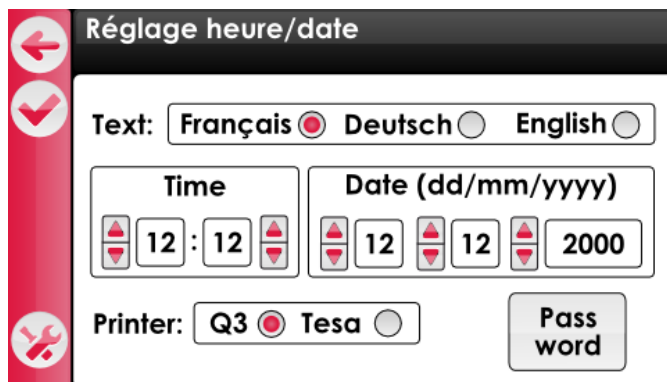 Réglage heure/date
Text: Français Deutsch English
Time
Date (dd/mm/yyyy)
12 : 12
12 12 2000
Printer: Q3 Tesa
Pass
word